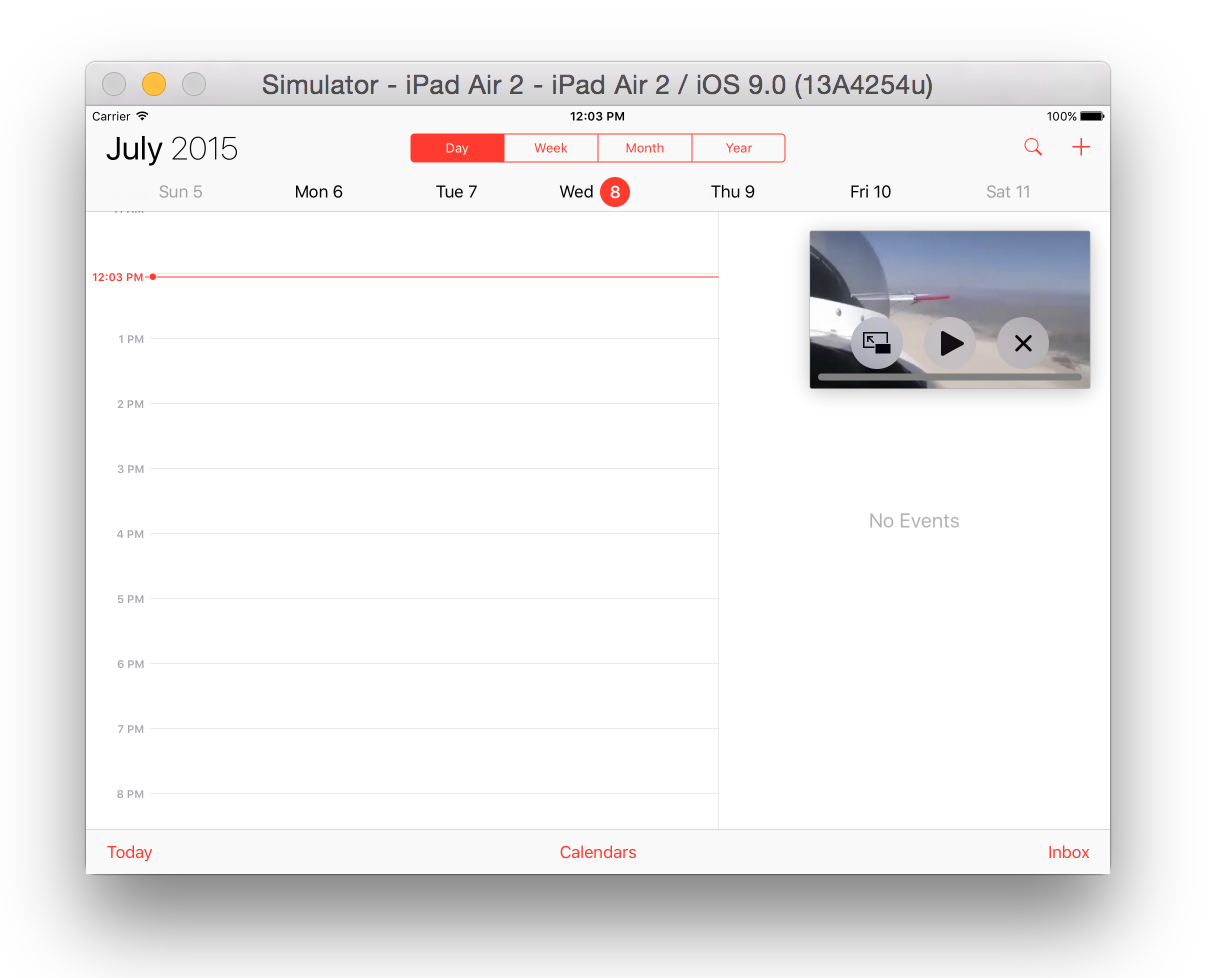 Simulator - iPad Air 2 - iPad Air 2 / iOS 9.0 (13A4254u)
Carrier 12:03 PM 100%
July 2015 Day Week Month Year
Sun 5 Mon 6 Tue 7 Wed 8 Thu 9 Fri 10 Sat 11
12:03 PM
1 PM
2 PM
3 PM
No Events
4 PM
5 PM
6 PM
7 PM
8 PM
Today Calendars Inbox